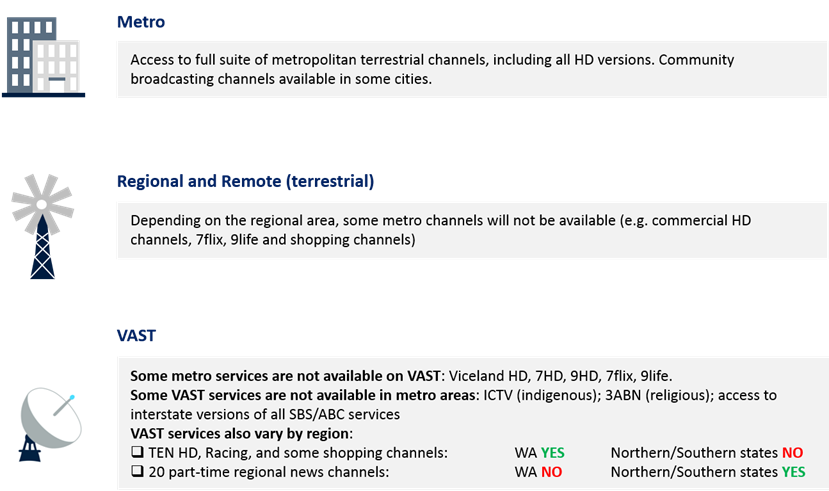 Metro
Access to full suite of metropolitan terrestrial channels, including all HD versions. Community
broadcasting channels available in some cities.
Regional and Remote (terrestrial)
Depending on the regional area, some metro channels will not be available (e.g. commercial HD
channels, 7flix, 9life and shopping channels)
VAST
Some metro services are not available on VAST: Viceland HD, 7HD, 9HD, 7flix, 9life.
Some VAST services are not available in metro areas: ICTV (indigenous); 3ABN (religious); access to
interstate versions of all SBS/ABC services
VAST services also vary by region:
❑ TEN HD, Racing, and some shopping channels: WA YES Northern/Southern states NO
❑ 20 part-time regional news channels: WA NO Northern/Southern states YES